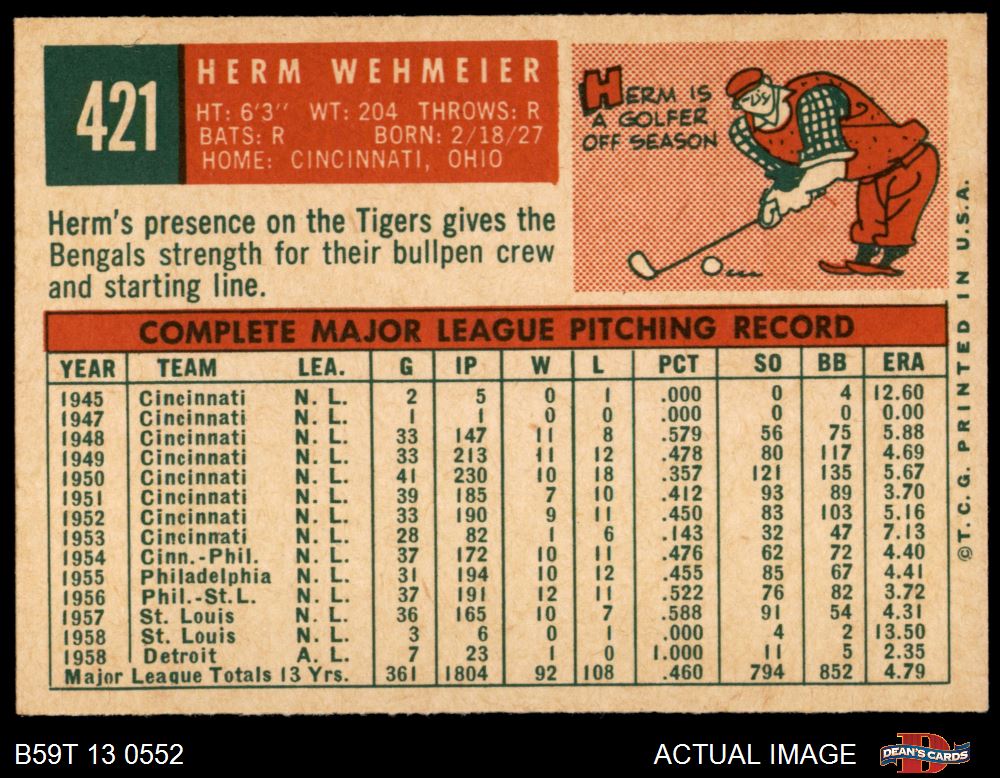 421
HERM WEHMEIER
HT: 6'3" WT: 204 THROWS: R
BATS: R BORN: 2/18/27
HOME: CINCINNATI, OHIO
HERM IS
A GOLFER
OFF SEASON
Herm's presence on the Tigers gives the
Bengals strength for their bullpen crew
and starting line.
COMPLETE MAJOR LEAGUE PITCHING RECORD
YEAR TEAM LEA. G IP W L PCT SO BB ERA
1945 Cincinnati N. L. 2 5 0 1 .000 0 4 12.60
1947 Cincinnati N. L. 1 1 0 0 .000 0 0 0.00
1948 Cincinnati N. L. 33 147 11 8 .579 56 75 5.88
1949 Cincinnati N. L. 33 213 11 12 .478 80 117 4.69
1950 Cincinnati N. L. 41 230 10 18 .357 121 135 5.67
1951 Cincinnati N. L. 39 185 7 10 .412 93 89 3.70
1952 Cincinnati N. L. 33 190 9 11 .450 83 103 5.16
1953 Cincinnati N. L. 28 82 1 6 .143 32 47 7.13
1954 Cinn.-Phil. N. L. 37 172 10 11 .476 62 72 4.40
1955 Philadelphia N. L. 31 194 10 12 .455 85 67 4.41
1956 Phil.-St.L. N. L. 37 191 12 11 .522 76 82 3.72
1957 St. Louis N. L. 36 165 10 7 .588 91 54 4.31
1958 St. Louis N. L. 3 6 0 1 .000 4 2 13.50
1958 Detroit A. L. 7 23 1 0 1.000 11 5 2.35
Major League Totals 13 Yrs. 361 1804 92 108 .460 794 852 4.79
©T.C.G. PRINTED IN U.S.A.
B59T 13 0552
ACTUAL IMAGE
DEAN'S CARDS